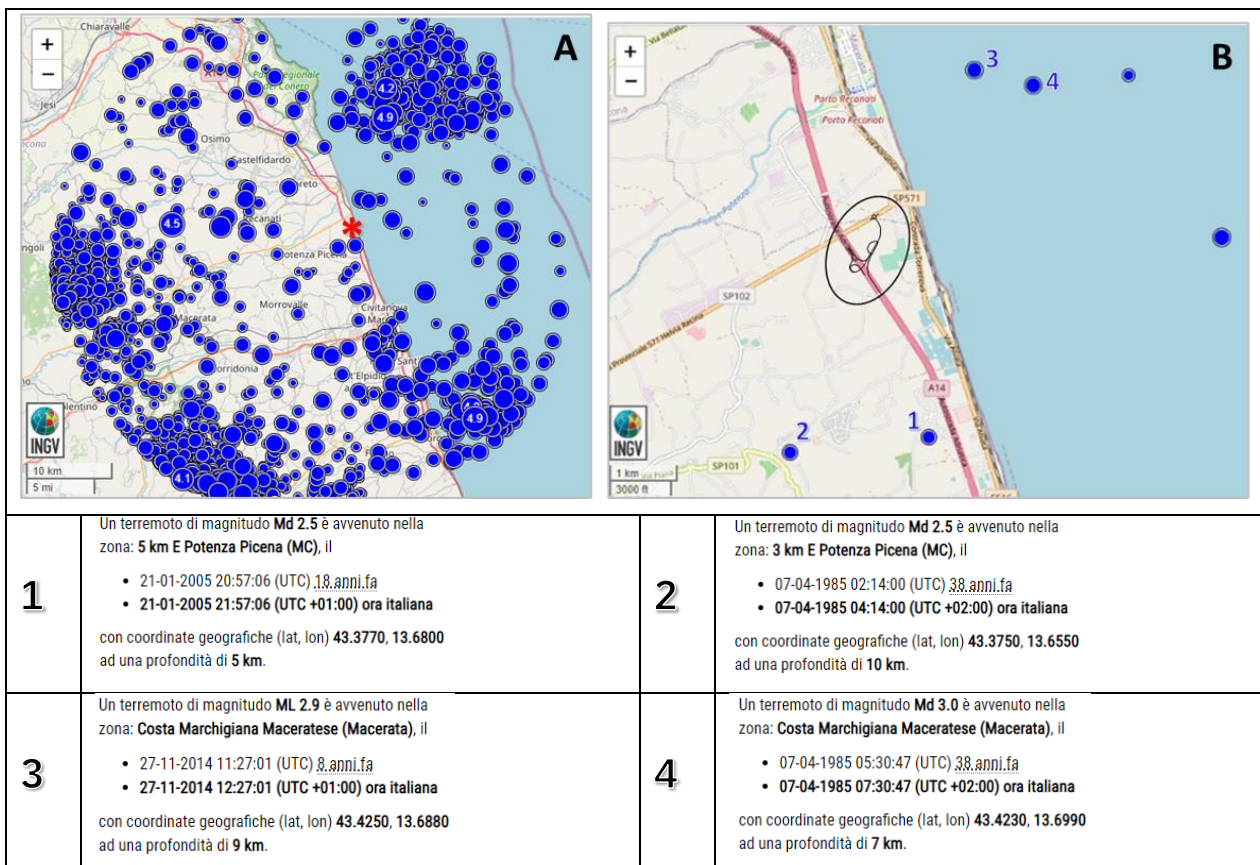 Chiaravalle
A
+
−
4.2
Jesi
4.9
Osimo
Castelfidardo
4.5
Recanati
Potenza Picena
Morrovalle
Macerata
Civitanova
4.9
4.1
INGV
10 km
5 mi
B
+
−
3
4
Porto Recanati
Porto Recanati
Fiume Potenza
SP571
SP102
A14
1
2
SP101
INGV
1 km
3000 ft
1
Un terremoto di magnitudo Md 2.5 è avvenuto nella
zona: 5 km E Potenza Picena (MC), il
• 21-01-2005 20:57:06 (UTC) 18 anni fa
• 21-01-2005 21:57:06 (UTC +01:00) ora italiana
con coordinate geografiche (lat, lon) 43.3770, 13.6800
ad una profondità di 5 km.
2
Un terremoto di magnitudo Md 2.5 è avvenuto nella
zona: 3 km E Potenza Picena (MC), il
• 07-04-1985 02:14:00 (UTC) 38 anni fa
• 07-04-1985 04:14:00 (UTC +02:00) ora italiana
con coordinate geografiche (lat, lon) 43.3750, 13.6550
ad una profondità di 10 km.
3
Un terremoto di magnitudo ML 2.9 è avvenuto nella
zona: Costa Marchigiana Maceratese (Macerata), il
• 27-11-2014 11:27:01 (UTC) 8 anni fa
• 27-11-2014 12:27:01 (UTC +01:00) ora italiana
con coordinate geografiche (lat, lon) 43.4250, 13.6880
ad una profondità di 9 km.
4
Un terremoto di magnitudo Md 3.0 è avvenuto nella
zona: Costa Marchigiana Maceratese (Macerata), il
• 07-04-1985 05:30:47 (UTC) 38 anni fa
• 07-04-1985 07:30:47 (UTC +02:00) ora italiana
con coordinate geografiche (lat, lon) 43.4230, 13.6990
ad una profondità di 7 km.